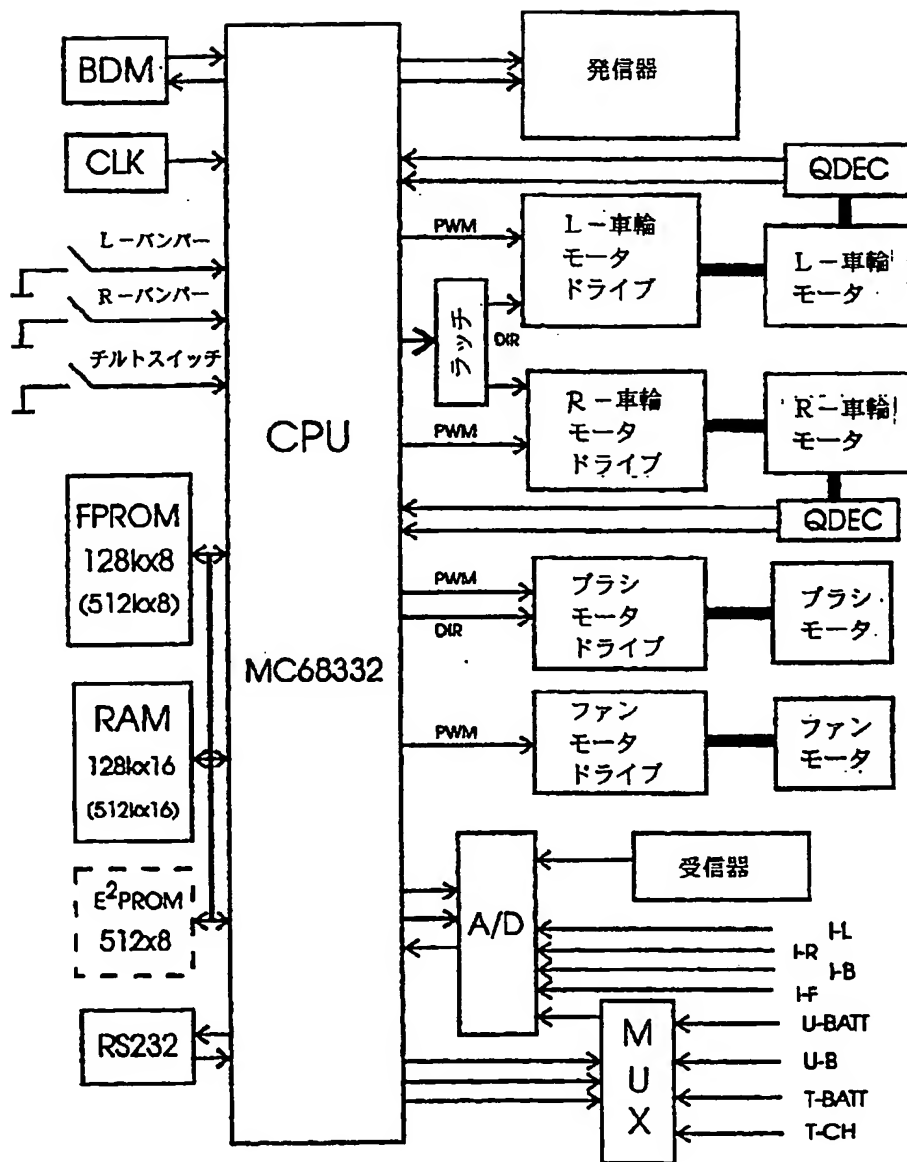 BDM
CLK
L－バンパー
R－バンパー
チルトスイッチ
FPROM
128kx8
(512kx8)
RAM
128kx16
(512kx16)
E²PROM
512x8
RS232
CPU
MC68332
発信器
QDEC
PWM
L－車輪
モータ
ドライブ
L－車輪
モータ
ラッチ
DIR
R－車輪
モータ
ドライブ
R－車輪
モータ
PWM
QDEC
PWM
DIR
ブラシ
モータ
ドライブ
ブラシ
モータ
PWM
ファン
モータ
ドライブ
ファン
モータ
A/D
受信器
I-L
I-R
I-B
I-F
MUX
U-BATT
U-B
T-BATT
T-CH